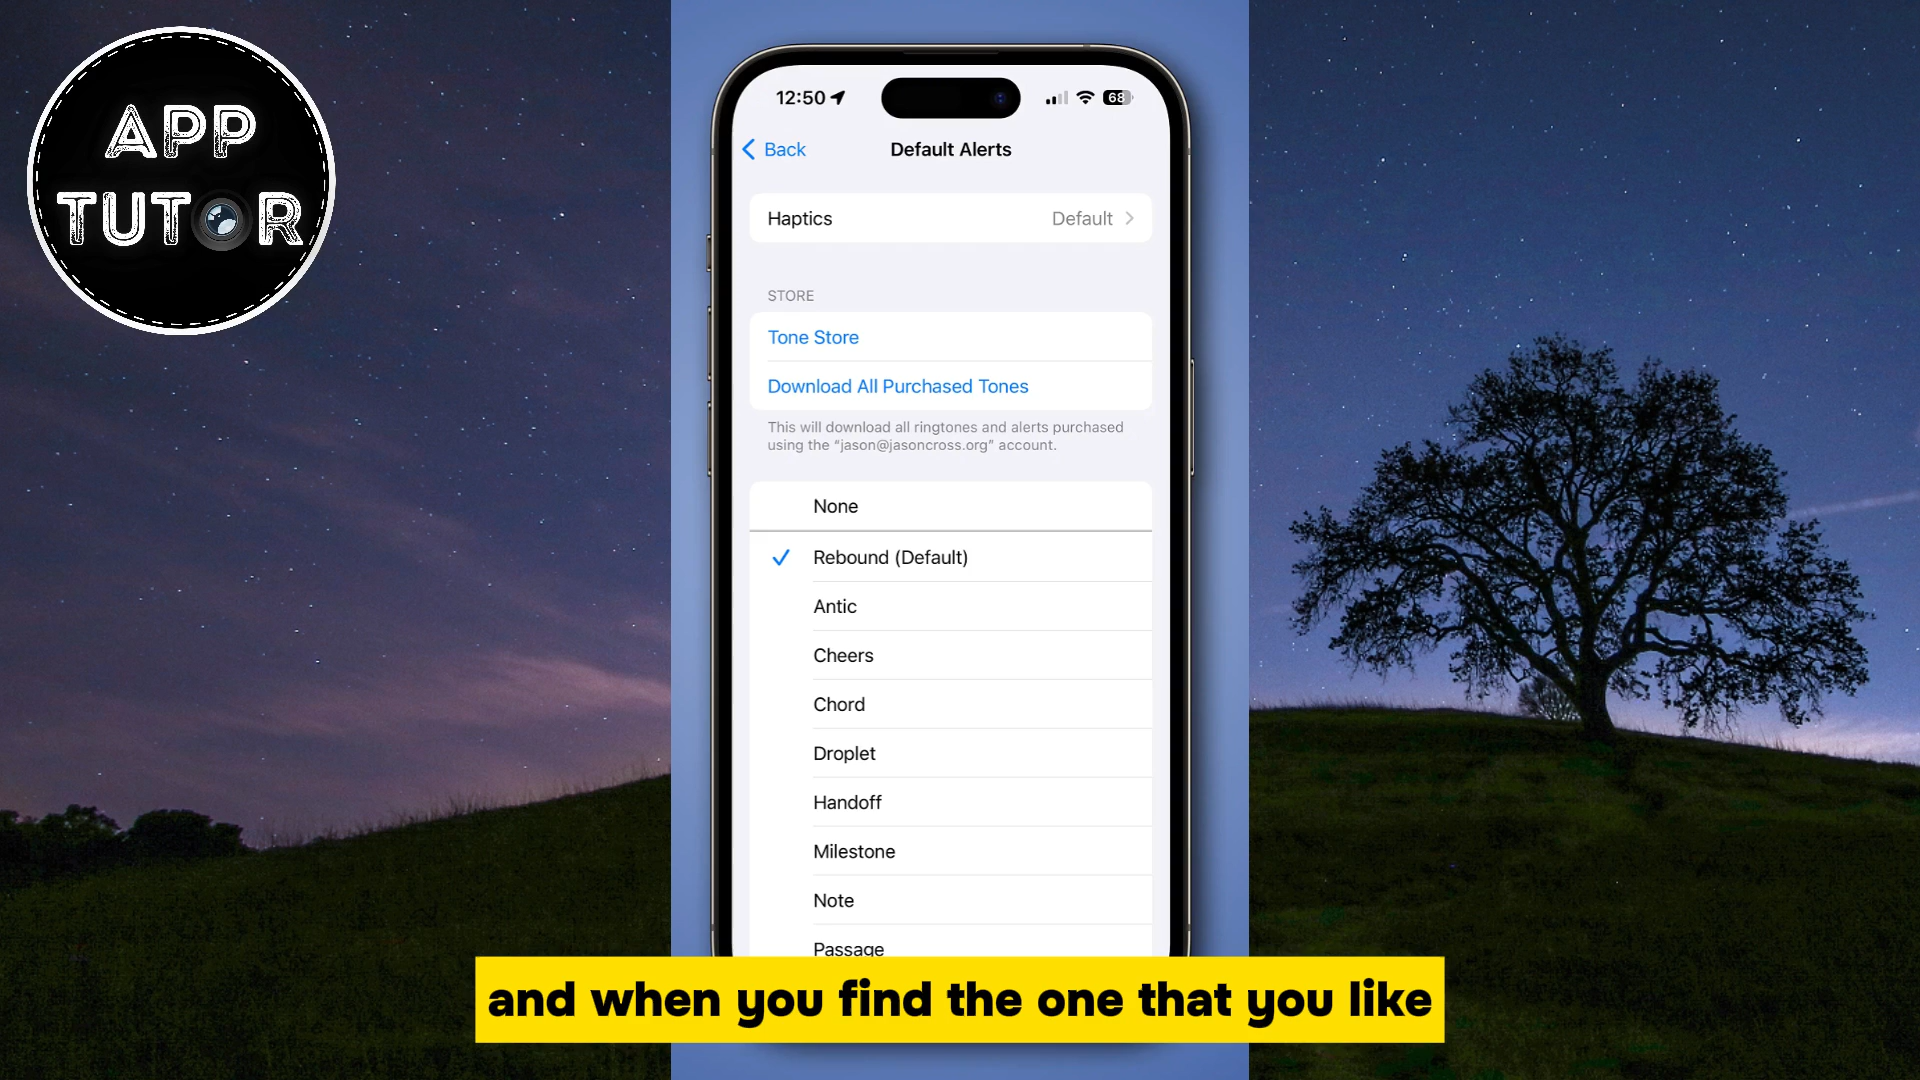 APP
TUTOR
12:50
68
Back
Default Alerts
Haptics
Default
STORE
Tone Store
Download All Purchased Tones
This will download all ringtones and alerts purchased
using the “jason@jasoncross.org” account.
None
Rebound (Default)
Antic
Cheers
Chord
Droplet
Handoff
Milestone
Note
Passage
and when you find the one that you like